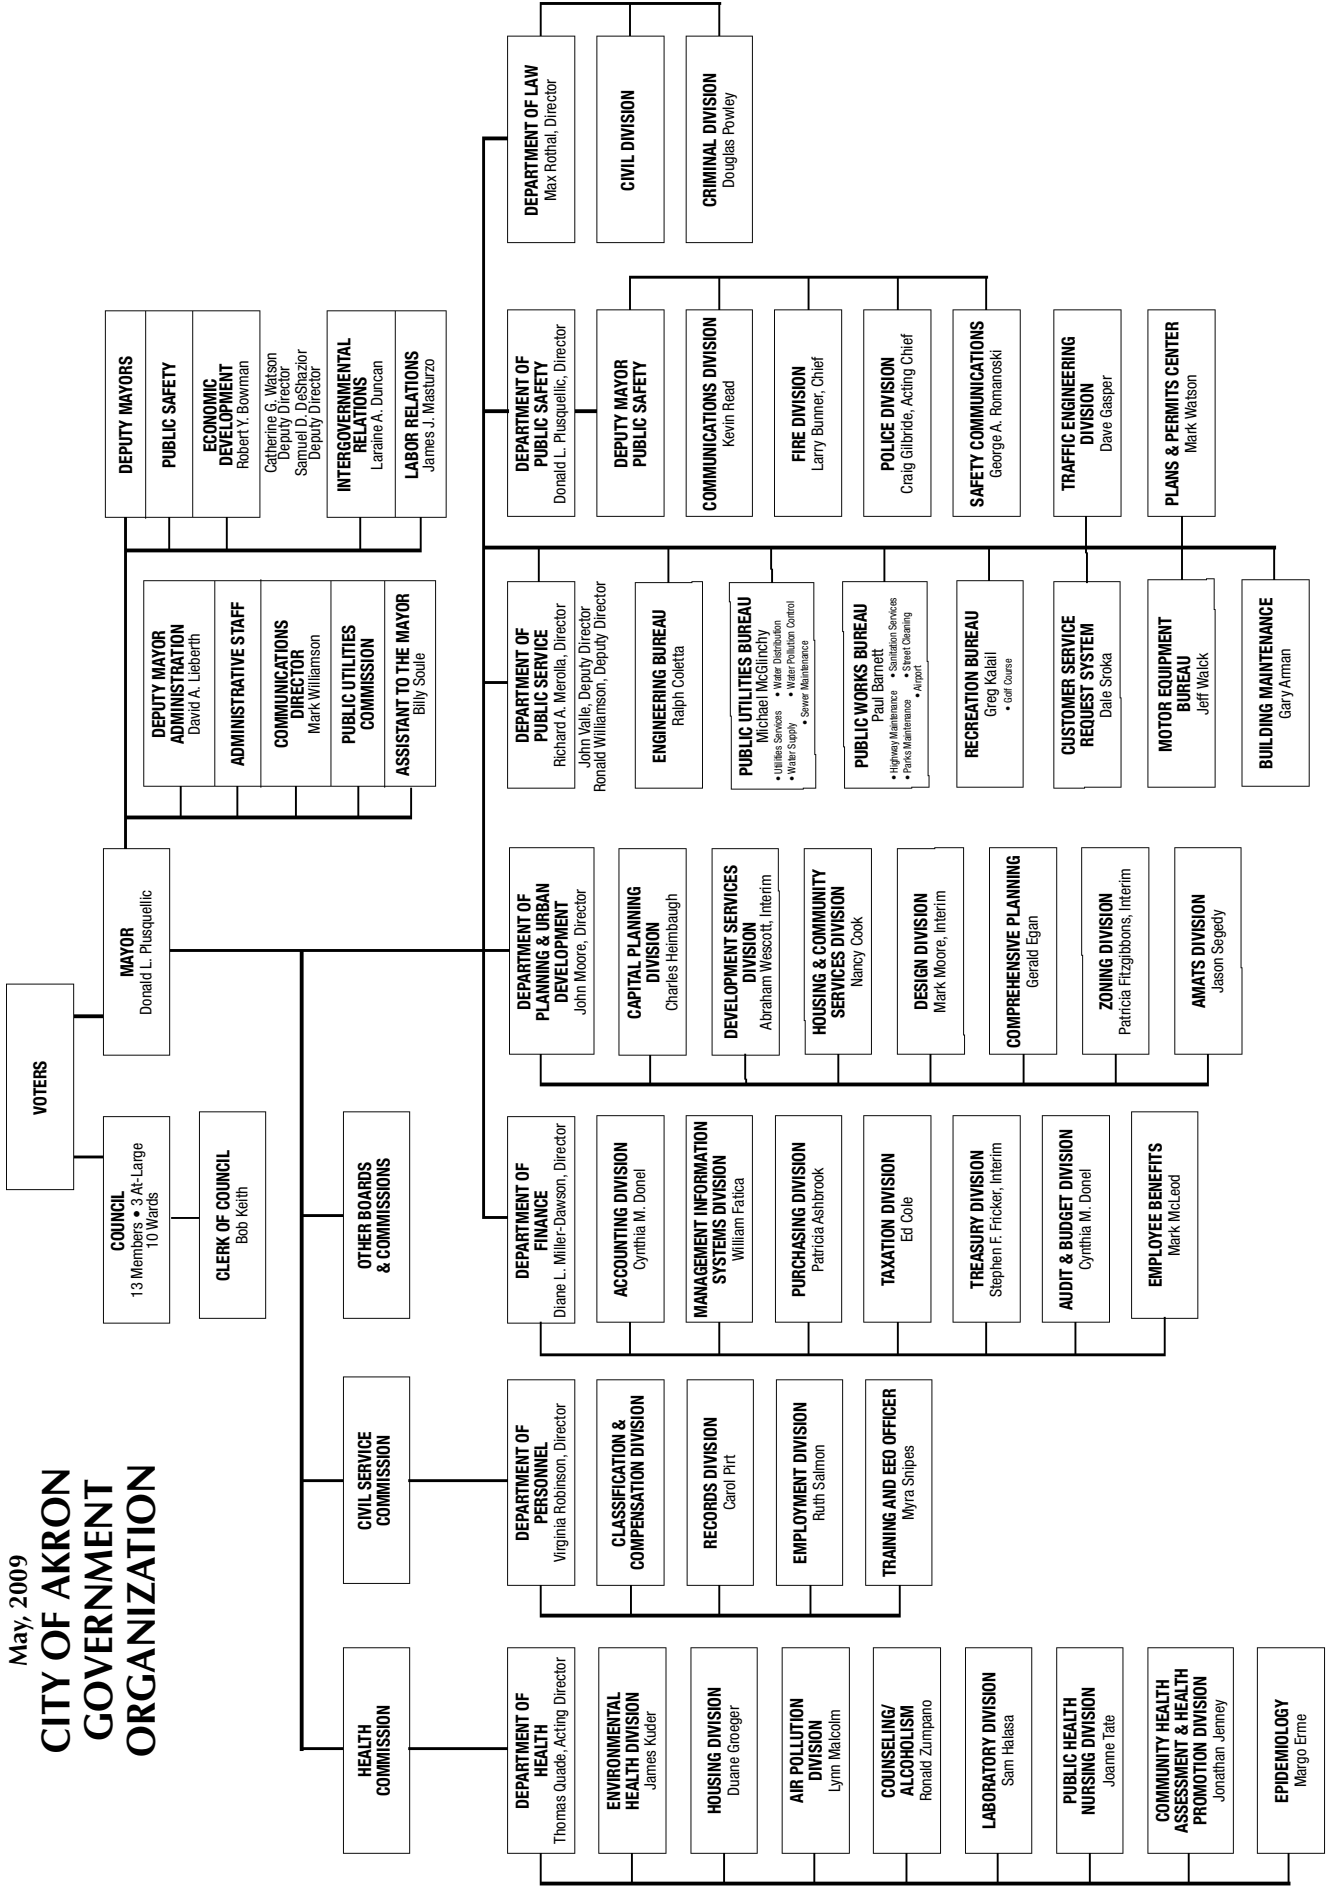 May, 2009
CITY OF AKRON
GOVERNMENT
ORGANIZATION
VOTERS
COUNCIL
13 Members • 3 At-Large
10 Wards
CLERK OF COUNCIL
Bob Keith
MAYOR
Donald L. Plusquellic
DEPUTY MAYOR
ADMINISTRATION
David A. Lieberth
ADMINISTRATIVE STAFF
COMMUNICATIONS
DIRECTOR
Mark Williamson
PUBLIC UTILITIES
COMMISSION
ASSISTANT TO THE MAYOR
Billy Soule
DEPUTY MAYORS
PUBLIC SAFETY
ECONOMIC
DEVELOPMENT
Robert Y. Bowman
Catherine G. Watson
Deputy Director
Samuel D. DeShazior
Deputy Director
INTERGOVERNMENTAL
RELATIONS
Laraine A. Duncan
LABOR RELATIONS
James J. Masturzo
HEALTH
COMMISSION
CIVIL SERVICE
COMMISSION
OTHER BOARDS
& COMMISSIONS
DEPARTMENT OF
HEALTH
Thomas Quade, Acting Director
ENVIRONMENTAL
HEALTH DIVISION
James Kuder
HOUSING DIVISION
Duane Groeger
AIR POLLUTION
DIVISION
Lynn Malcolm
COUNSELING/
ALCOHOLISM
Ronald Zumpano
LABORATORY DIVISION
Sam Halasa
PUBLIC HEALTH
NURSING DIVISION
Joanne Tate
COMMUNITY HEALTH
ASSESSMENT & HEALTH
PROMOTION DIVISION
Jonathan Jenney
EPIDEMIOLOGY
Margo Erme
DEPARTMENT OF
PERSONNEL
Virginia Robinson, Director
CLASSIFICATION &
COMPENSATION DIVISION
RECORDS DIVISION
Carol Pirt
EMPLOYMENT DIVISION
Ruth Salmon
TRAINING AND EEO OFFICER
Myra Snipes
DEPARTMENT OF
FINANCE
Diane L. Miller-Dawson, Director
ACCOUNTING DIVISION
Cynthia M. Donel
MANAGEMENT INFORMATION
SYSTEMS DIVISION
William Fatica
PURCHASING DIVISION
Patricia Ashbrook
TAXATION DIVISION
Ed Cole
TREASURY DIVISION
Stephen F. Fricker, Interim
AUDIT & BUDGET DIVISION
Cynthia M. Donel
EMPLOYEE BENEFITS
Mark McLeod
DEPARTMENT OF
PLANNING & URBAN
DEVELOPMENT
John Moore, Director
CAPITAL PLANNING
DIVISION
Charles Heimbaugh
DEVELOPMENT SERVICES
DIVISION
Abraham Wescott, Interim
HOUSING & COMMUNITY
SERVICES DIVISION
Nancy Cook
DESIGN DIVISION
Mark Moore, Interim
COMPREHENSIVE PLANNING
Gerald Egan
ZONING DIVISION
Patricia Fitzgibbons, Interim
AMATS DIVISION
Jason Segedy
DEPARTMENT OF
PUBLIC SERVICE
Richard A. Merolla, Director
John Valle, Deputy Director
Ronald Williamson, Deputy Director
ENGINEERING BUREAU
Ralph Coletta
PUBLIC UTILITIES BUREAU
Michael McGlinchy
• Utilities Services • Water Distribution
• Water Supply • Water Pollution Control
• Sewer Maintenance
PUBLIC WORKS BUREAU
Paul Barnett
• Highway Maintenance • Sanitation Services
• Parks Maintenance • Street Cleaning
• Airport
RECREATION BUREAU
Greg Kalail
• Golf Course
CUSTOMER SERVICE
REQUEST SYSTEM
Dale Sroka
MOTOR EQUIPMENT
BUREAU
Jeff Walck
BUILDING MAINTENANCE
Gary Arman
DEPARTMENT OF
PUBLIC SAFETY
Donald L. Plusquellic, Director
DEPUTY MAYOR
PUBLIC SAFETY
COMMUNICATIONS DIVISION
Kevin Read
FIRE DIVISION
Larry Bunner, Chief
POLICE DIVISION
Craig Gilbride, Acting Chief
SAFETY COMMUNICATIONS
George A. Romanoski
TRAFFIC ENGINEERING
DIVISION
Dave Gasper
PLANS & PERMITS CENTER
Mark Watson
DEPARTMENT OF LAW
Max Rothal, Director
CIVIL DIVISION
CRIMINAL DIVISION
Douglas Powley